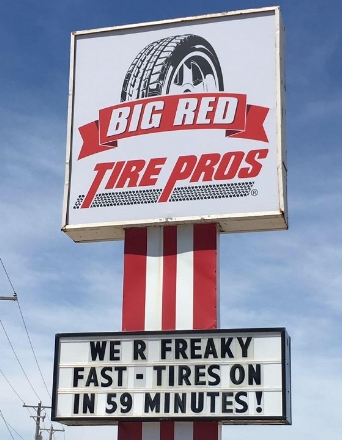 BIG RED
TIRE PROS
®
WE R FREAKY
FAST - TIRES ON
IN 59 MINUTES!